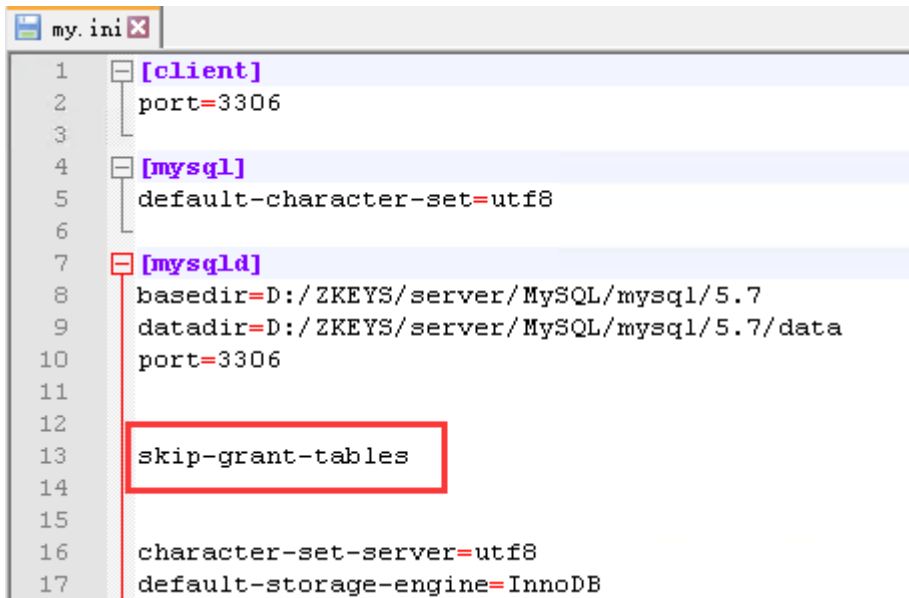 my.ini
1 [client]
2 port=3306
3
4 [mysql]
5 default-character-set=utf8
6
7 [mysqld]
8 basedir=D:/ZKEYS/server/MySQL/mysql/5.7
9 datadir=D:/ZKEYS/server/MySQL/mysql/5.7/data
10 port=3306
11
12
13 skip-grant-tables
14
15
16 character-set-server=utf8
17 default-storage-engine=InnoDB